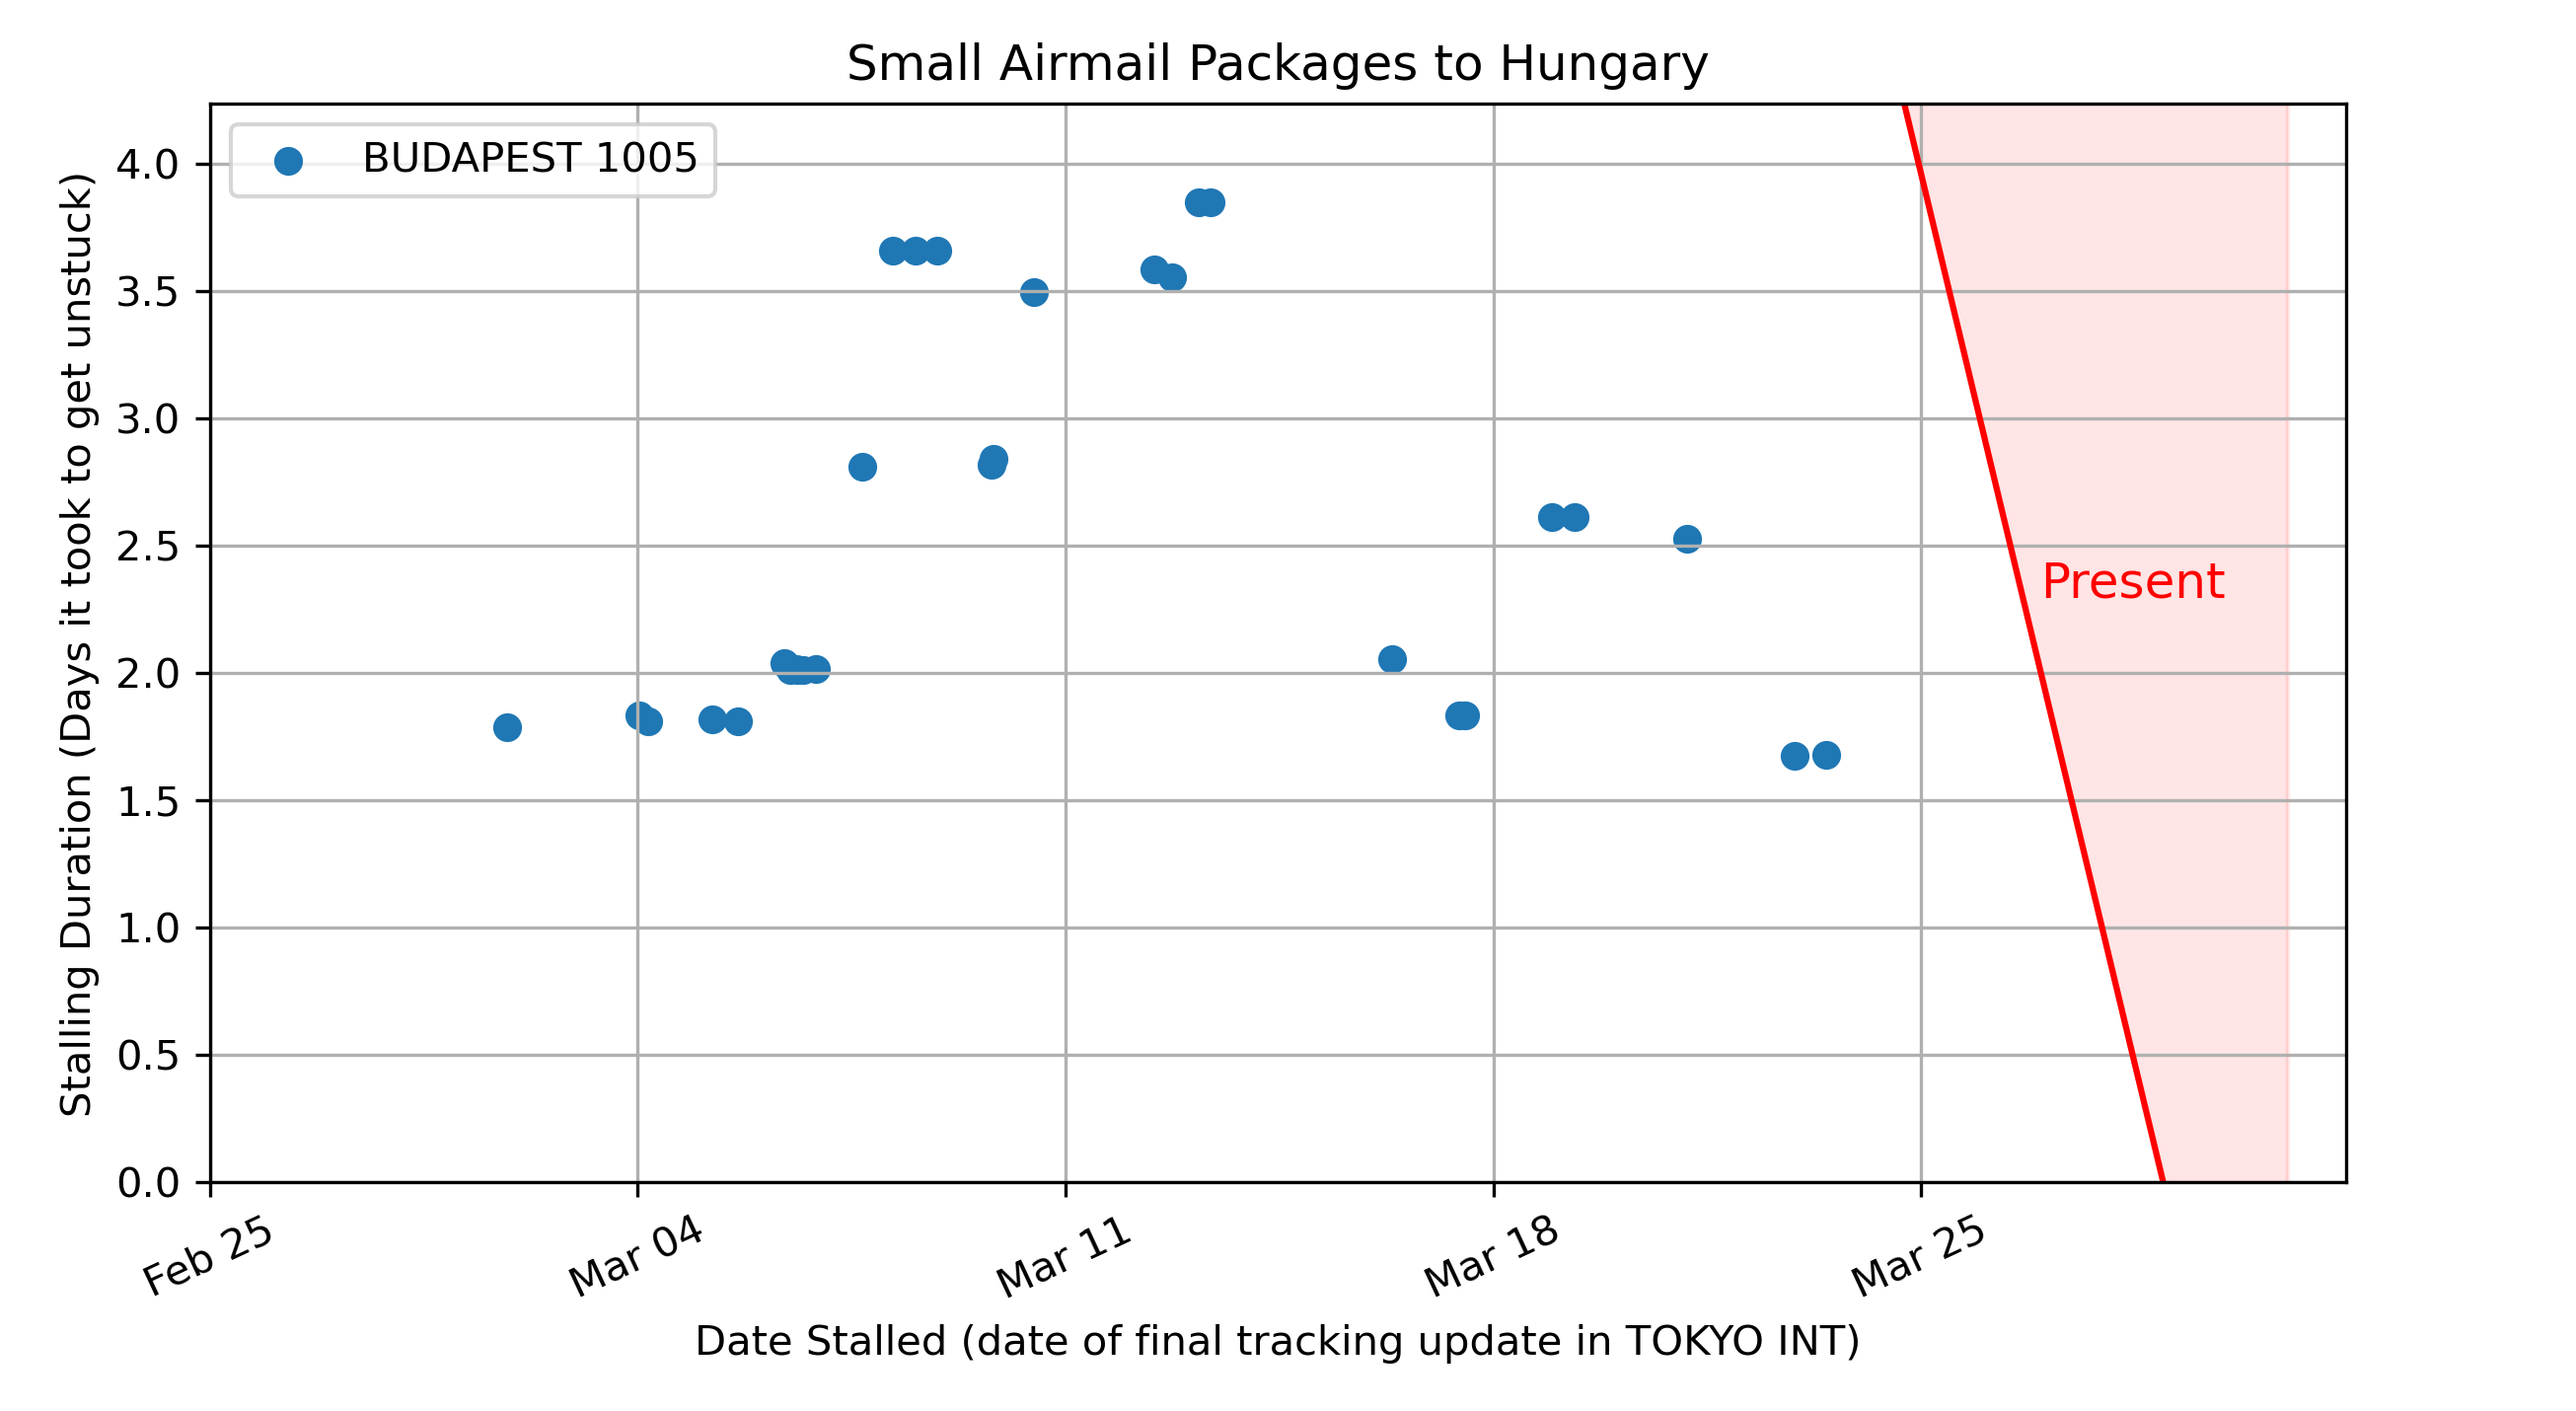 Small Airmail Packages to Hungary
BUDAPEST 1005
Stalling Duration (Days it took to get unstuck)
4.0
3.5
3.0
2.5
2.0
1.5
1.0
0.5
0.0
Present
Feb 25
Mar 04
Mar 11
Mar 18
Mar 25
Date Stalled (date of final tracking update in TOKYO INT)